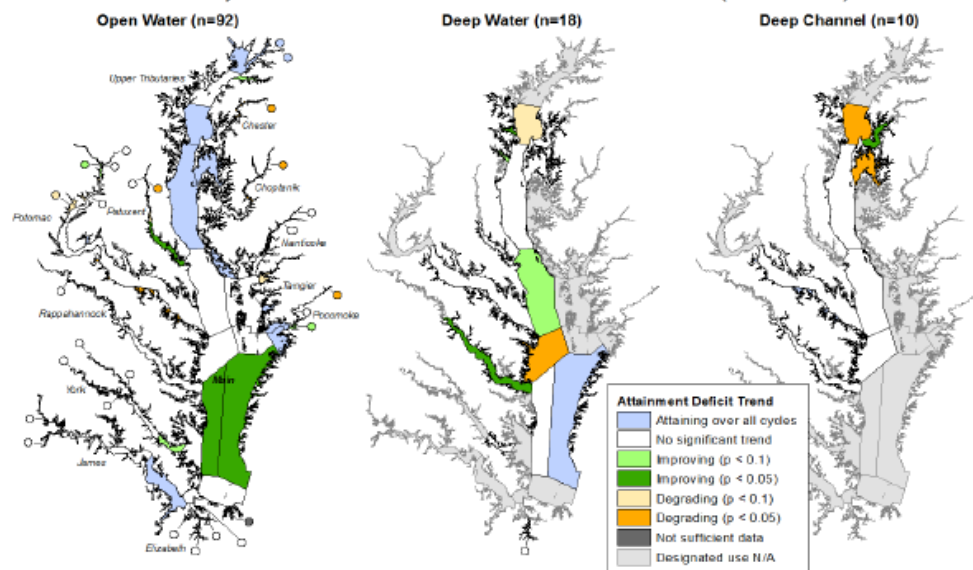 Open Water (n=92)
Deep Water (n=18)
Deep Channel (n=10)
Upper Tributaries
Chester
Choptank
Potomac
Patuxent
Nanticoke
Tangier
Pocomoke
Rappahannock
Main
York
James
Elizabeth
Attainment Deficit Trend
Attaining over all cycles
No significant trend
Improving (p < 0.1)
Improving (p < 0.05)
Degrading (p < 0.1)
Degrading (p < 0.05)
Not sufficient data
Designated use N/A